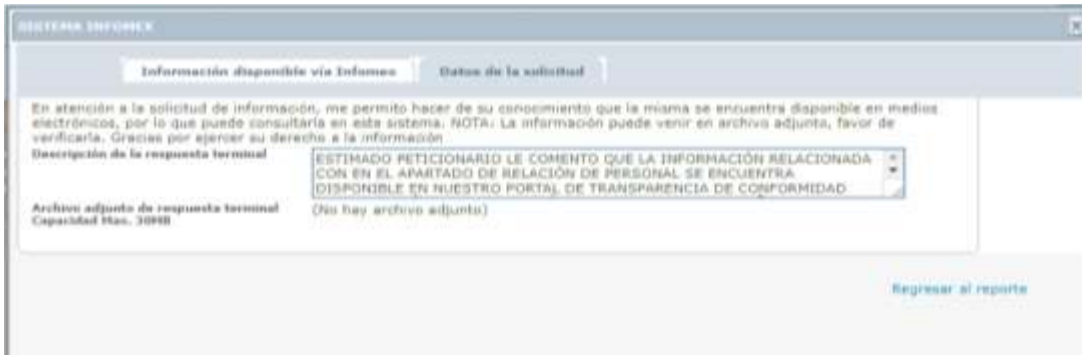 SISTEMA INFOMEX
Información disponible vía Infomex
Datos de la solicitud
En atención a la solicitud de información, me permito hacer de su conocimiento que la misma se encuentra disponible en medios
electrónicos, por lo que puede consultarla en este sistema. NOTA: La información puede venir en archivo adjunto, favor de
verificarla. Gracias por ejercer su derecho a la información
Descripción de la respuesta terminal
ESTIMADO PETICIONARIO LE COMENTO QUE LA INFORMACIÓN RELACIONADA
CON EN EL APARTADO DE RELACIÓN DE PERSONAL SE ENCUENTRA
DISPONIBLE EN NUESTRO PORTAL DE TRANSPARENCIA DE CONFORMIDAD
Archivo adjunto de respuesta terminal
Capacidad Max. 30MB
(No hay archivo adjunto)
Regresar al reporte